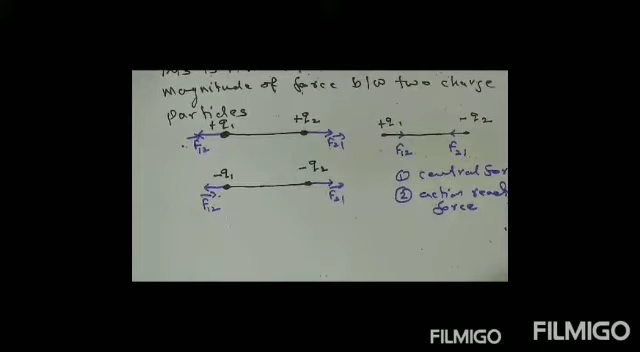 magnitude of force b/w two charge
particles
+q1 +q2 +q1 -q2
F12 F21 F12 F21
-q1 -q2
F12 F21
① central for
② action reacti
force
FILMIGO FILMIGO